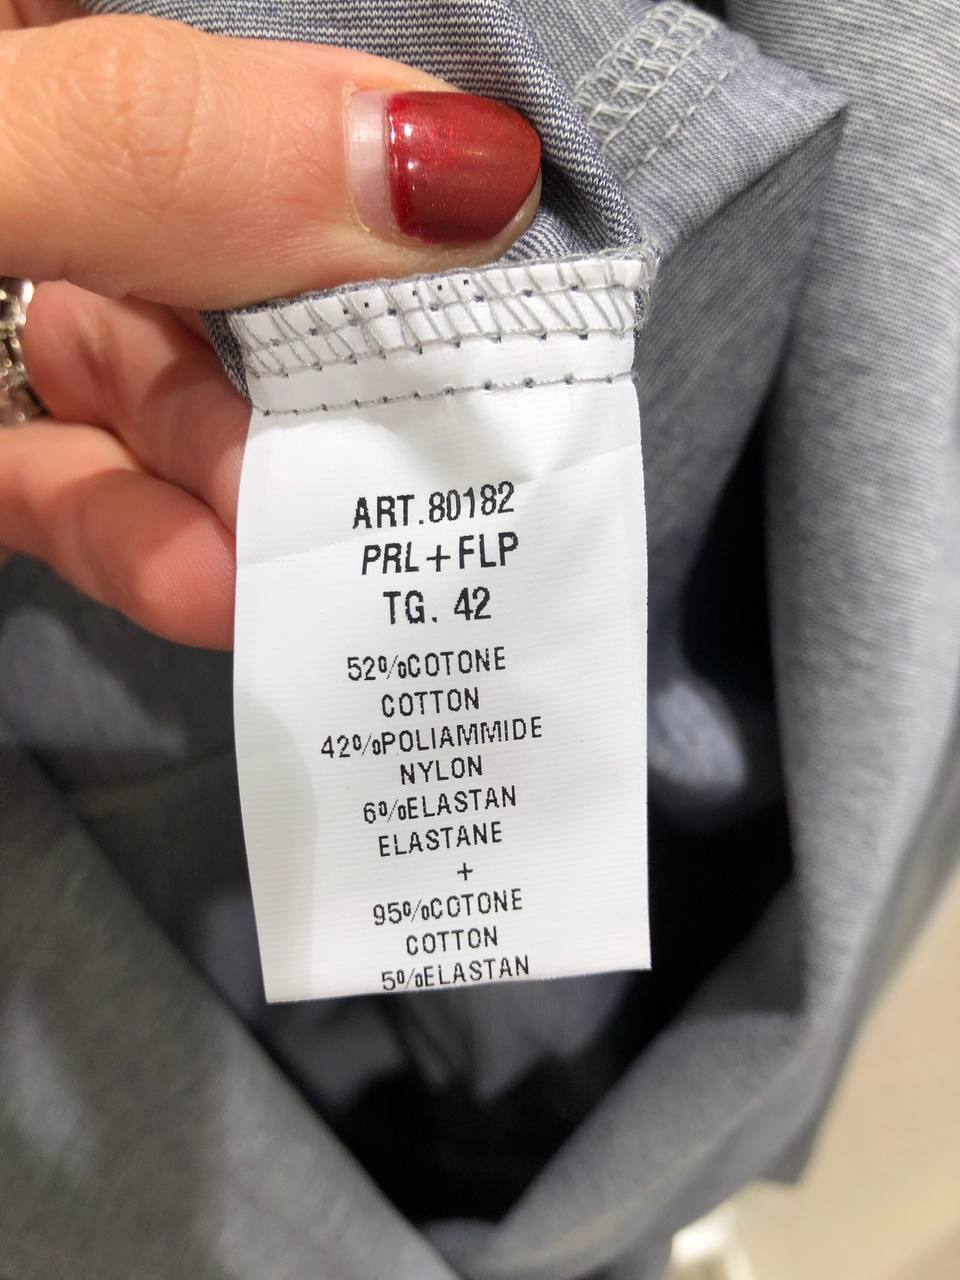 ART.80182
PRL+FLP
TG. 42
52%COTONE
COTTON
42%POLIAMMIDE
NYLON
6%ELASTAN
ELASTANE
+
95%COTONE
COTTON
5%ELASTAN